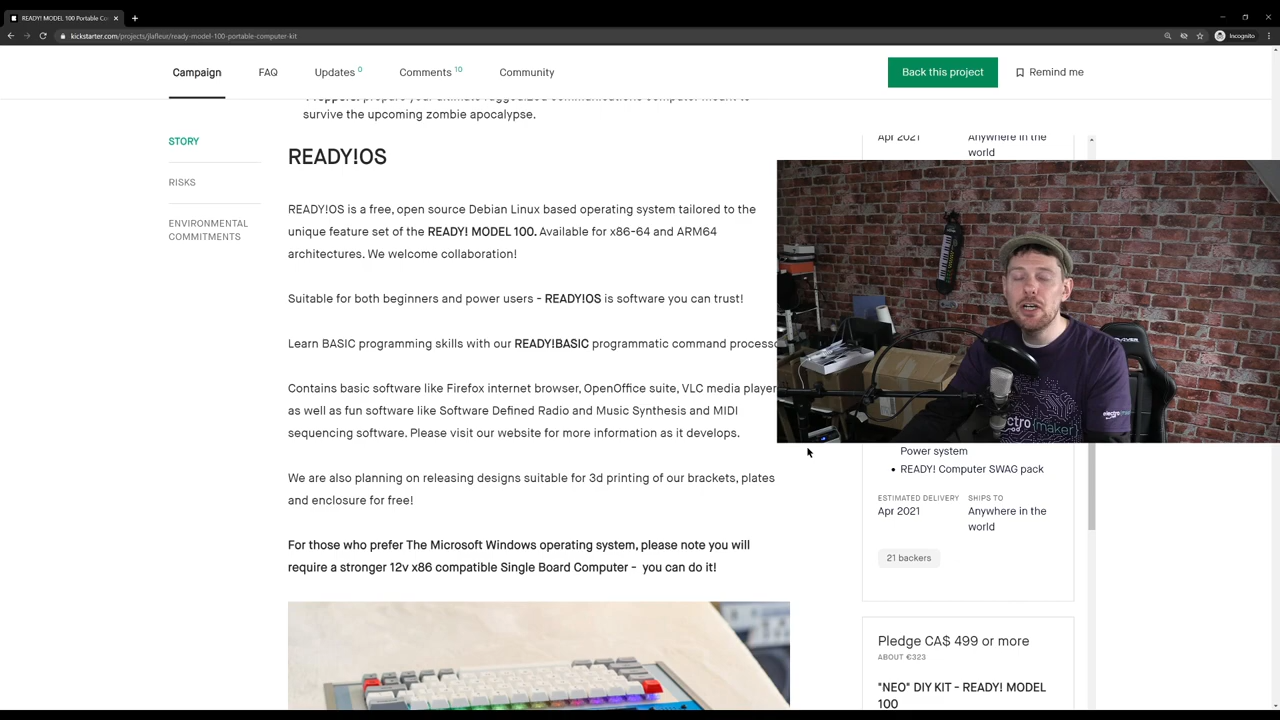 READY! MODEL 100 Portable Co
Incognito
kickstarter.com/projects/jlafleur/ready-model-100-portable-computer-kit
Campaign
FAQ
Updates 0
Comments 10
Community
Back this project
Remind me
survive the upcoming zombie apocalypse.
STORY
RISKS
ENVIRONMENTAL
COMMITMENTS
READY!OS
READY!OS is a free, open source Debian Linux based operating system tailored to the
unique feature set of the READY! MODEL 100. Available for x86-64 and ARM64
architectures. We welcome collaboration!
Suitable for both beginners and power users - READY!OS is software you can trust!
Learn BASIC programming skills with our READY!BASIC programmatic command processo
Contains basic software like Firefox internet browser, OpenOffice suite, VLC media player
as well as fun software like Software Defined Radio and Music Synthesis and MIDI
sequencing software. Please visit our website for more information as it develops.
We are also planning on releasing designs suitable for 3d printing of our brackets, plates
and enclosure for free!
For those who prefer The Microsoft Windows operating system, please note you will
require a stronger 12v x86 compatible Single Board Computer - you can do it!
Apr 2021
Anywhere in the
world
electro maker
Power system
READY! Computer SWAG pack
ESTIMATED DELIVERY
Apr 2021
SHIPS TO
Anywhere in the
world
21 backers
Pledge CA$ 499 or more
ABOUT €323
"NEO" DIY KIT - READY! MODEL
100